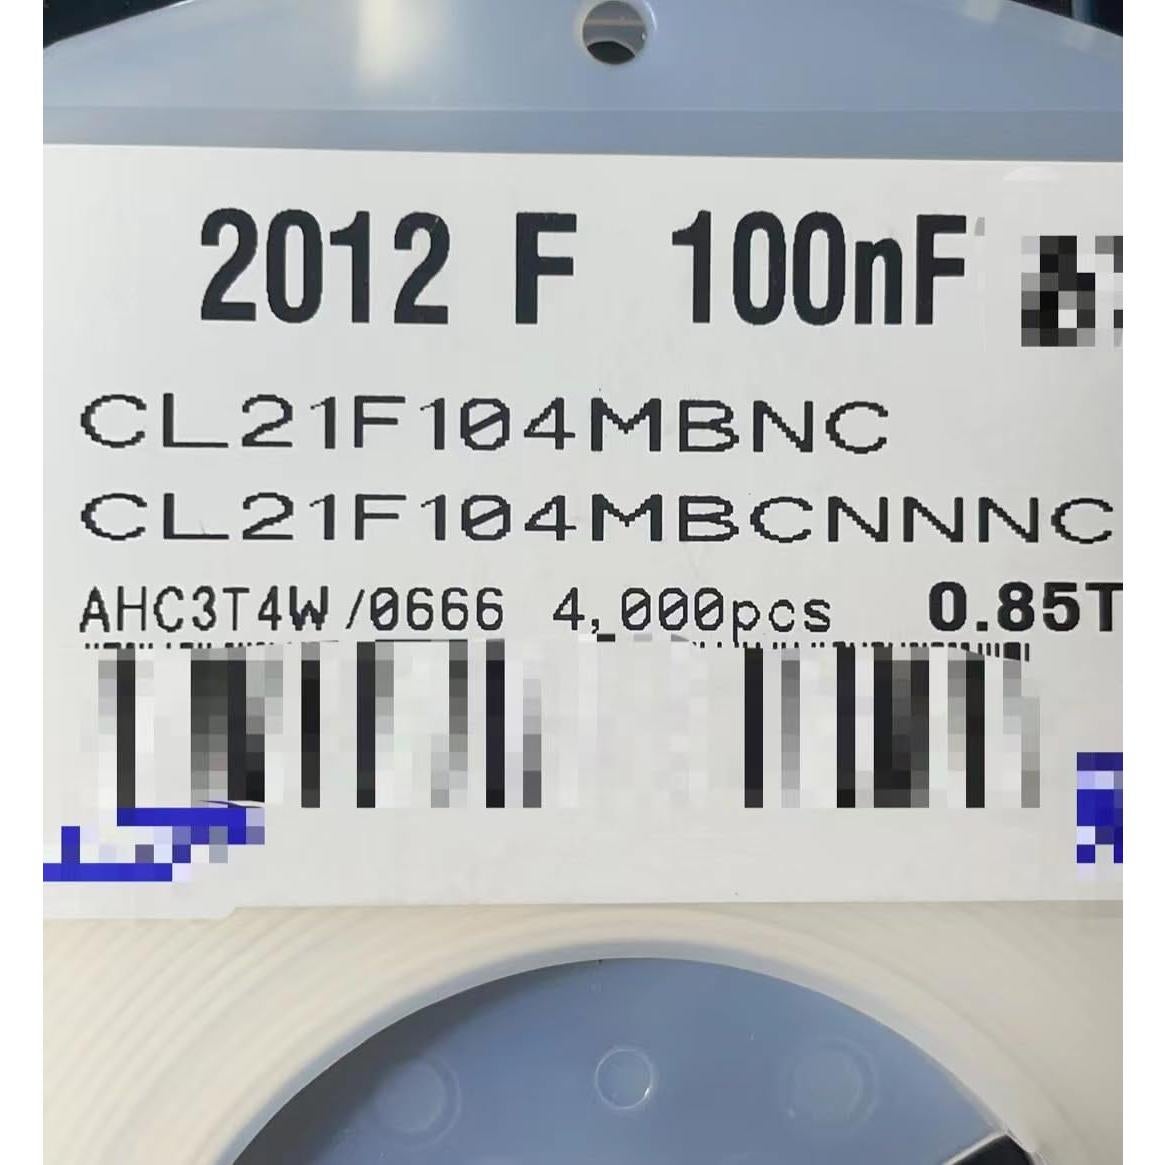 2012 F 100nF
CL21F104MBNC
CL21F104MBCNNNC
AHC3T4W/0666 4,000pcs 0.85T